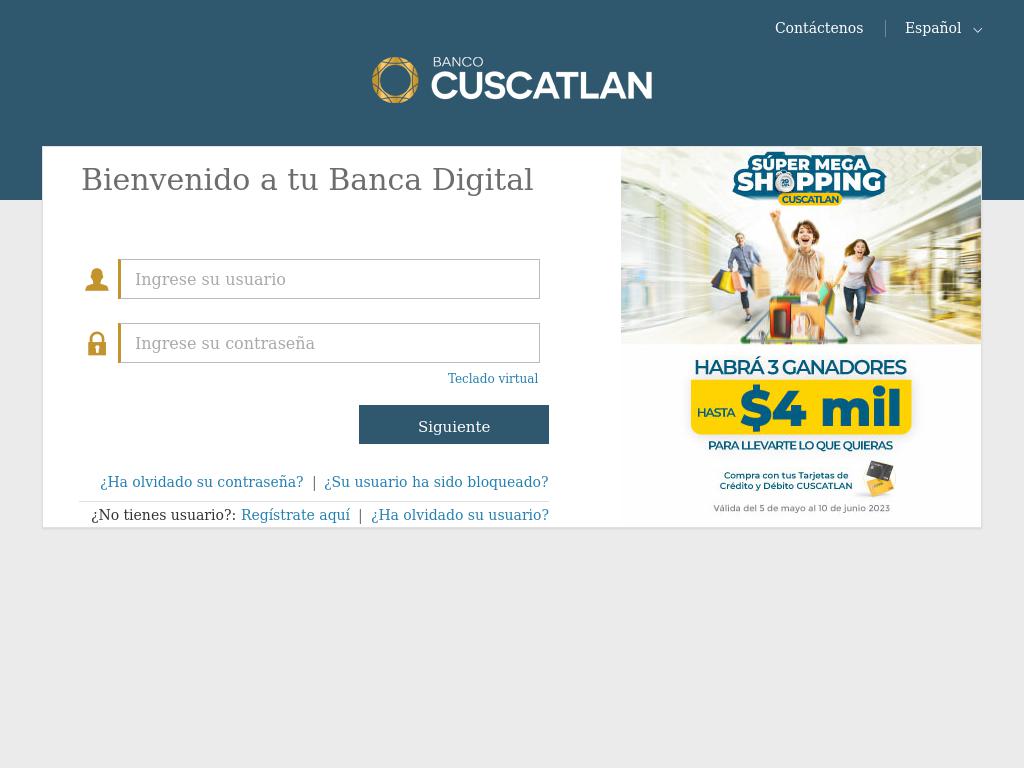 Contáctenos
Español
BANCO
CUSCATLAN
Bienvenido a tu Banca Digital
Ingrese su usuario
Ingrese su contraseña
Teclado virtual
Siguiente
¿Ha olvidado su contraseña? | ¿Su usuario ha sido bloqueado?
¿No tienes usuario?: Regístrate aquí | ¿Ha olvidado su usuario?
SÚPER MEGA
SHOPPING
CUSCATLAN
HABRÁ 3 GANADORES
HASTA $4 mil
PARA LLEVARTE LO QUE QUIERAS
Compra con tus Tarjetas de
Crédito y Débito CUSCATLAN
Válida del 5 de mayo al 10 de junio 2023